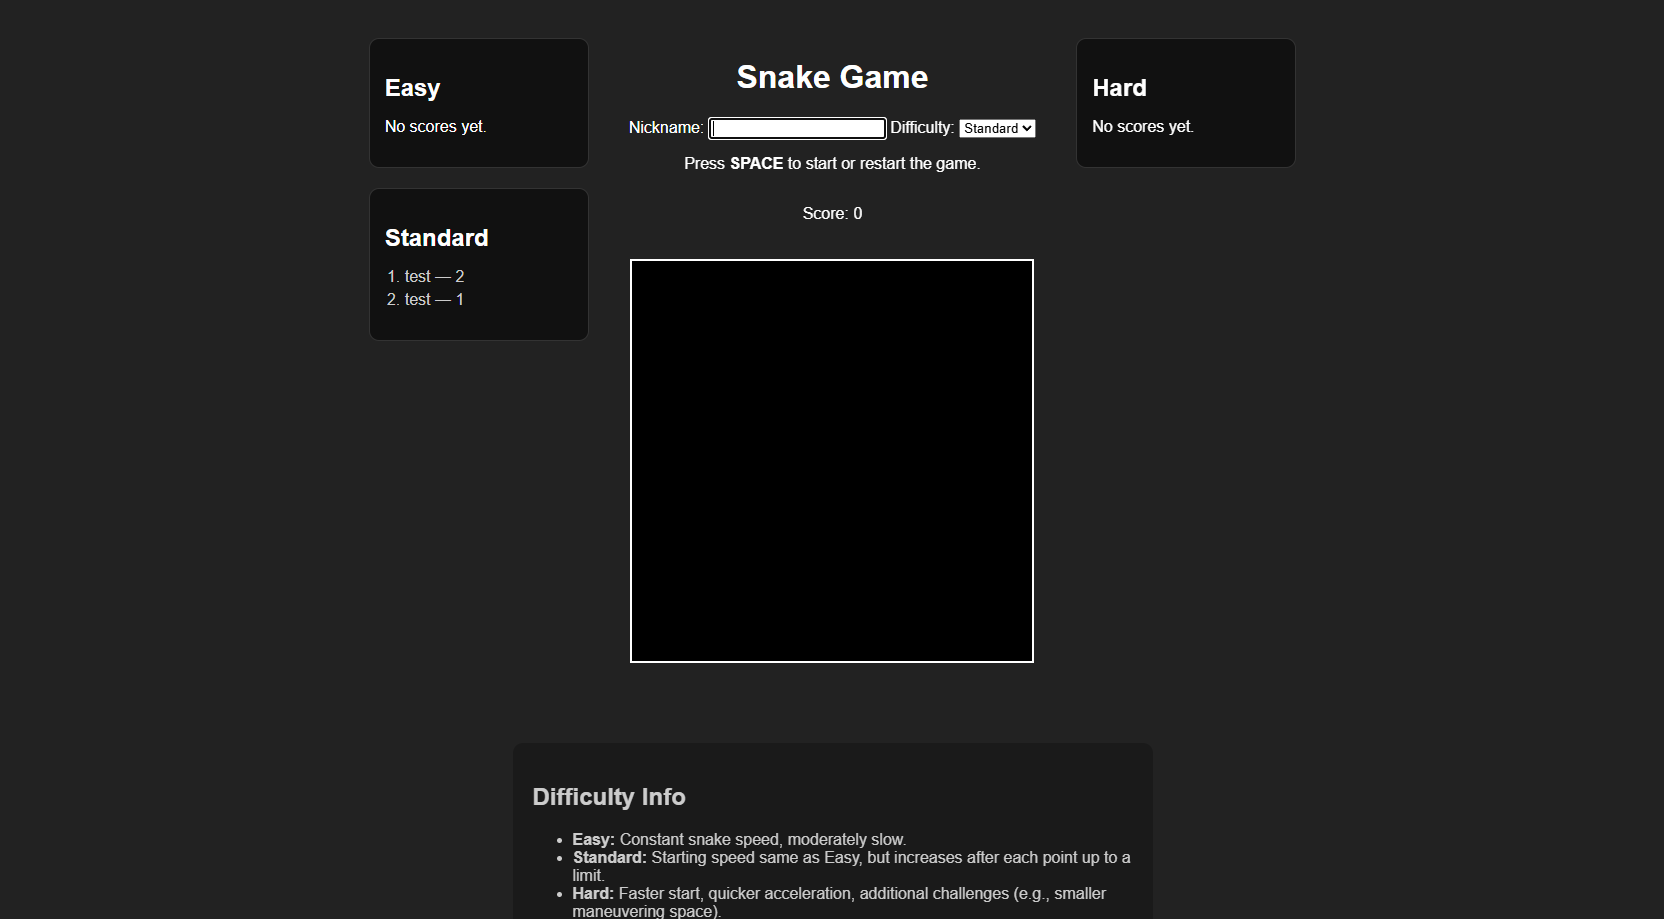 Easy
No scores yet.
Standard
1. test — 2
2. test — 1
Snake Game
Nickname: Difficulty: Standard
Press SPACE to start or restart the game.
Score: 0
Hard
No scores yet.
Difficulty Info
• Easy: Constant snake speed, moderately slow.
• Standard: Starting speed same as Easy, but increases after each point up to a
limit.
• Hard: Faster start, quicker acceleration, additional challenges (e.g., smaller
maneuvering space).